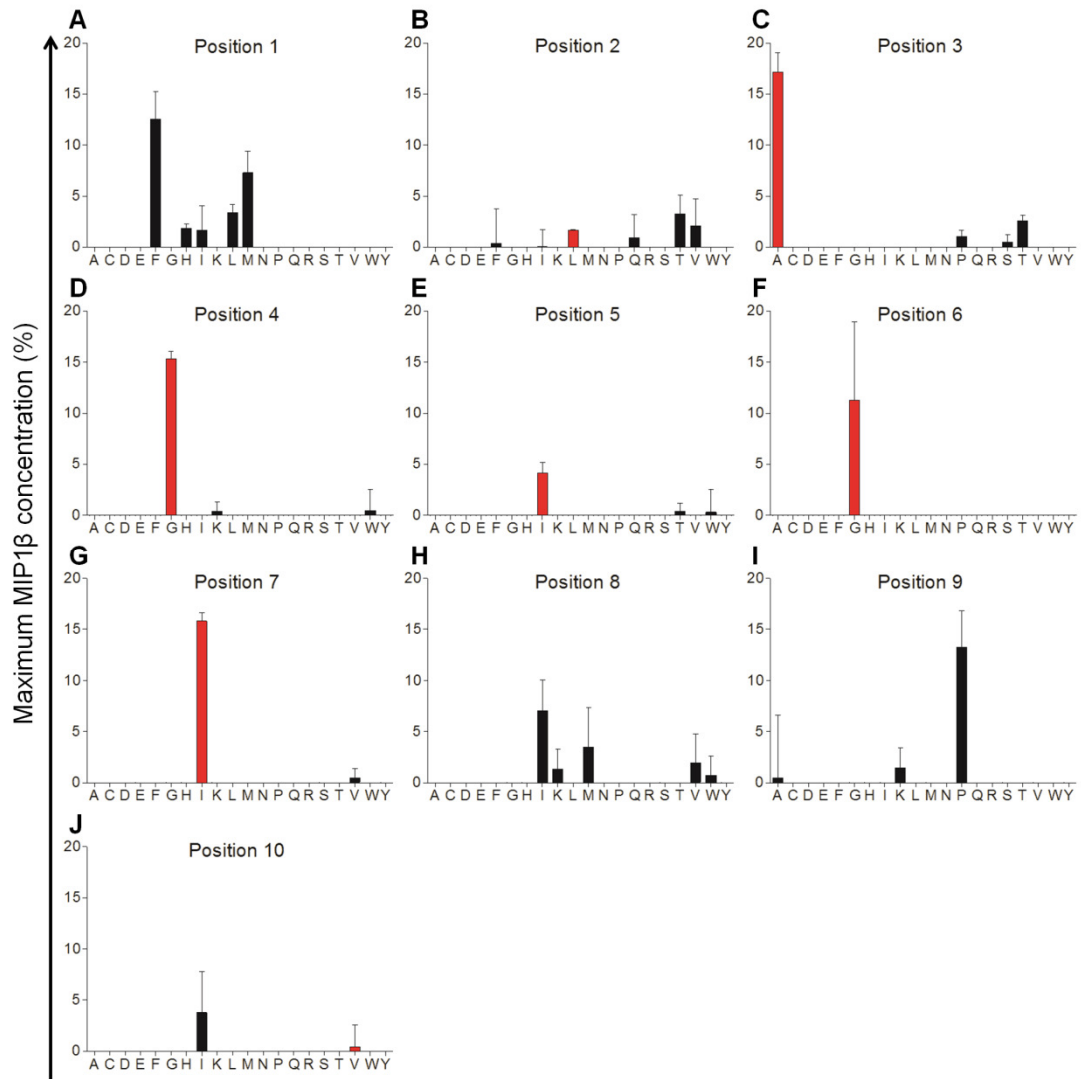 Maximum MIP1β concentration (%)
A
Position 1
20
15
10
5
0
A C D E F G H I K L M N P Q R S T V W Y
B
Position 2
20
15
10
5
0
A C D E F G H I K L M N P Q R S T V W Y
C
Position 3
20
15
10
5
0
A C D E F G H I K L M N P Q R S T V W Y
D
Position 4
20
15
10
5
0
A C D E F G H I K L M N P Q R S T V W Y
E
Position 5
20
15
10
5
0
A C D E F G H I K L M N P Q R S T V W Y
F
Position 6
20
15
10
5
0
A C D E F G H I K L M N P Q R S T V W Y
G
Position 7
20
15
10
5
0
A C D E F G H I K L M N P Q R S T V W Y
H
Position 8
20
15
10
5
0
A C D E F G H I K L M N P Q R S T V W Y
I
Position 9
20
15
10
5
0
A C D E F G H I K L M N P Q R S T V W Y
J
Position 10
20
15
10
5
0
A C D E F G H I K L M N P Q R S T V W Y